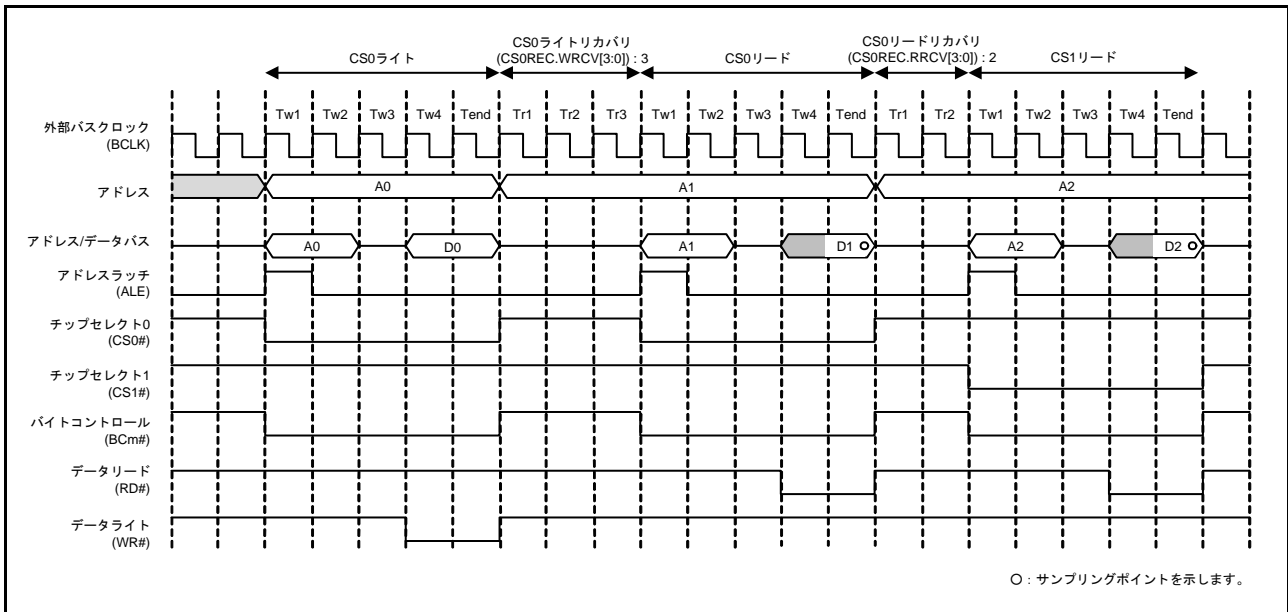 CS0ライト
CS0ライトリカバリ
(CS0REC.WRCV[3:0]) : 3
CS0リード
CS0リードリカバリ
(CS0REC.RRCV[3:0]) : 2
CS1リード
Tw1 Tw2 Tw3 Tw4 Tend Tr1 Tr2 Tr3 Tw1 Tw2 Tw3 Tw4 Tend Tr1 Tr2 Tw1 Tw2 Tw3 Tw4 Tend
外部バスクロック
(BCLK)
アドレス
A0 A1 A2
アドレス/データバス
A0 D0 A1 D1 A2 D2
アドレスラッチ
(ALE)
チップセレクト0
(CS0#)
チップセレクト1
(CS1#)
バイトコントロール
(BCm#)
データリード
(RD#)
データライト
(WR#)
○ : サンプリングポイントを示します。